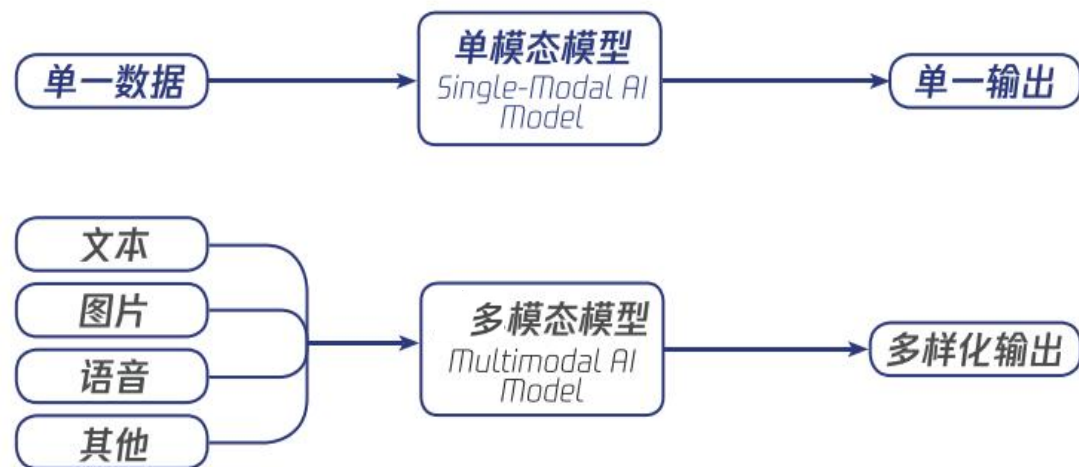 单一数据
单模态模型
Single-Modal AI
Model
单一输出
文本
图片
语音
其他
多模态模型
Multimodal AI
Model
多样化输出